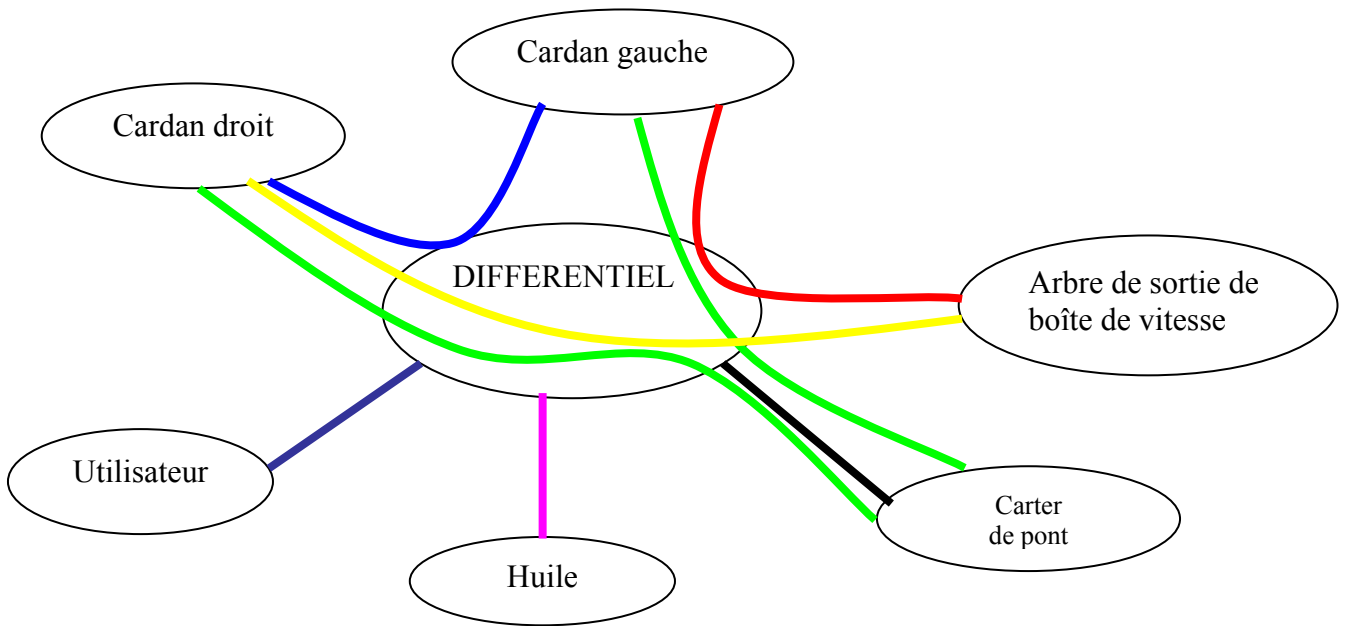 Cardan gauche
Cardan droit
DIFFERENTIEL
Arbre de sortie de
boîte de vitesse
Utilisateur
Carter
de pont
Huile